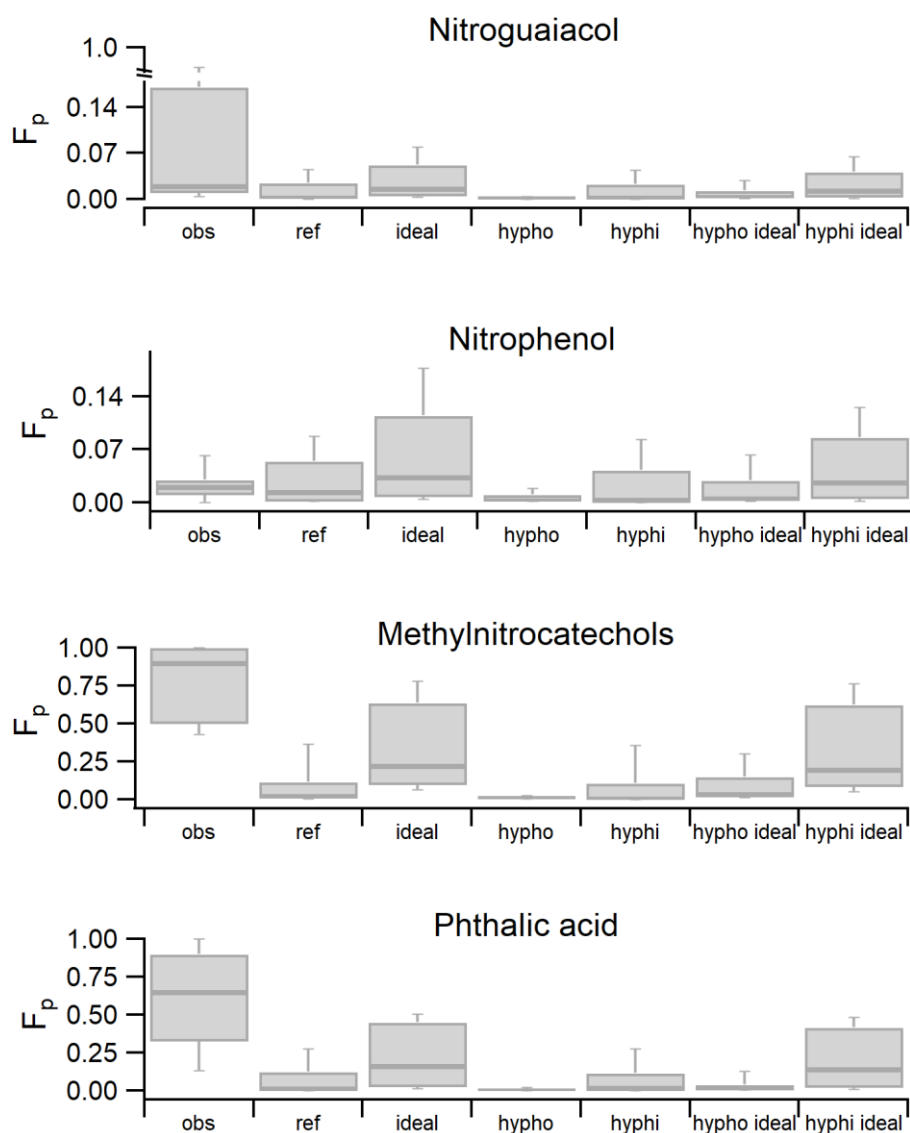 Nitroguaiacol
1.0
0.14
0.07
0.00
Fp
obs ref ideal hypho hyphi hypho ideal hyphi ideal
Nitrophenol
0.14
0.07
0.00
Fp
obs ref ideal hypho hyphi hypho ideal hyphi ideal
Methylnitrocatechols
1.00
0.75
0.50
0.25
0.00
Fp
obs ref ideal hypho hyphi hypho ideal hyphi ideal
Phthalic acid
1.00
0.75
0.50
0.25
0.00
Fp
obs ref ideal hypho hyphi hypho ideal hyphi ideal